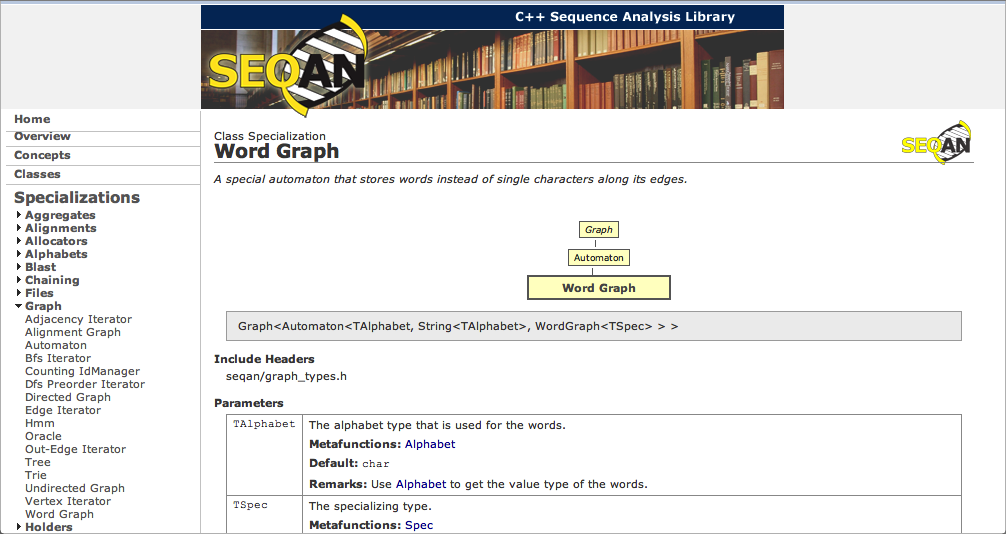 C++ Sequence Analysis Library
SEQAN
Home
Overview
Concepts
Classes
Specializations
Aggregates
Alignments
Allocators
Alphabets
Blast
Chaining
Files
Graph
Adjacency Iterator
Alignment Graph
Automaton
Bfs Iterator
Counting IdManager
Dfs Preorder Iterator
Directed Graph
Edge Iterator
Hmm
Oracle
Out-Edge Iterator
Tree
Trie
Undirected Graph
Vertex Iterator
Word Graph
Holders
Class Specialization
Word Graph
SEQAN
A special automaton that stores words instead of single characters along its edges.
Graph
Automaton
Word Graph
Graph<Automaton<TAlphabet, String<TAlphabet>, WordGraph<TSpec> > >
Include Headers
seqan/graph_types.h
Parameters
TAlphabet The alphabet type that is used for the words.
Metafunctions: Alphabet
Default: char
Remarks: Use Alphabet to get the value type of the words.
TSpec The specializing type.
Metafunctions: Spec